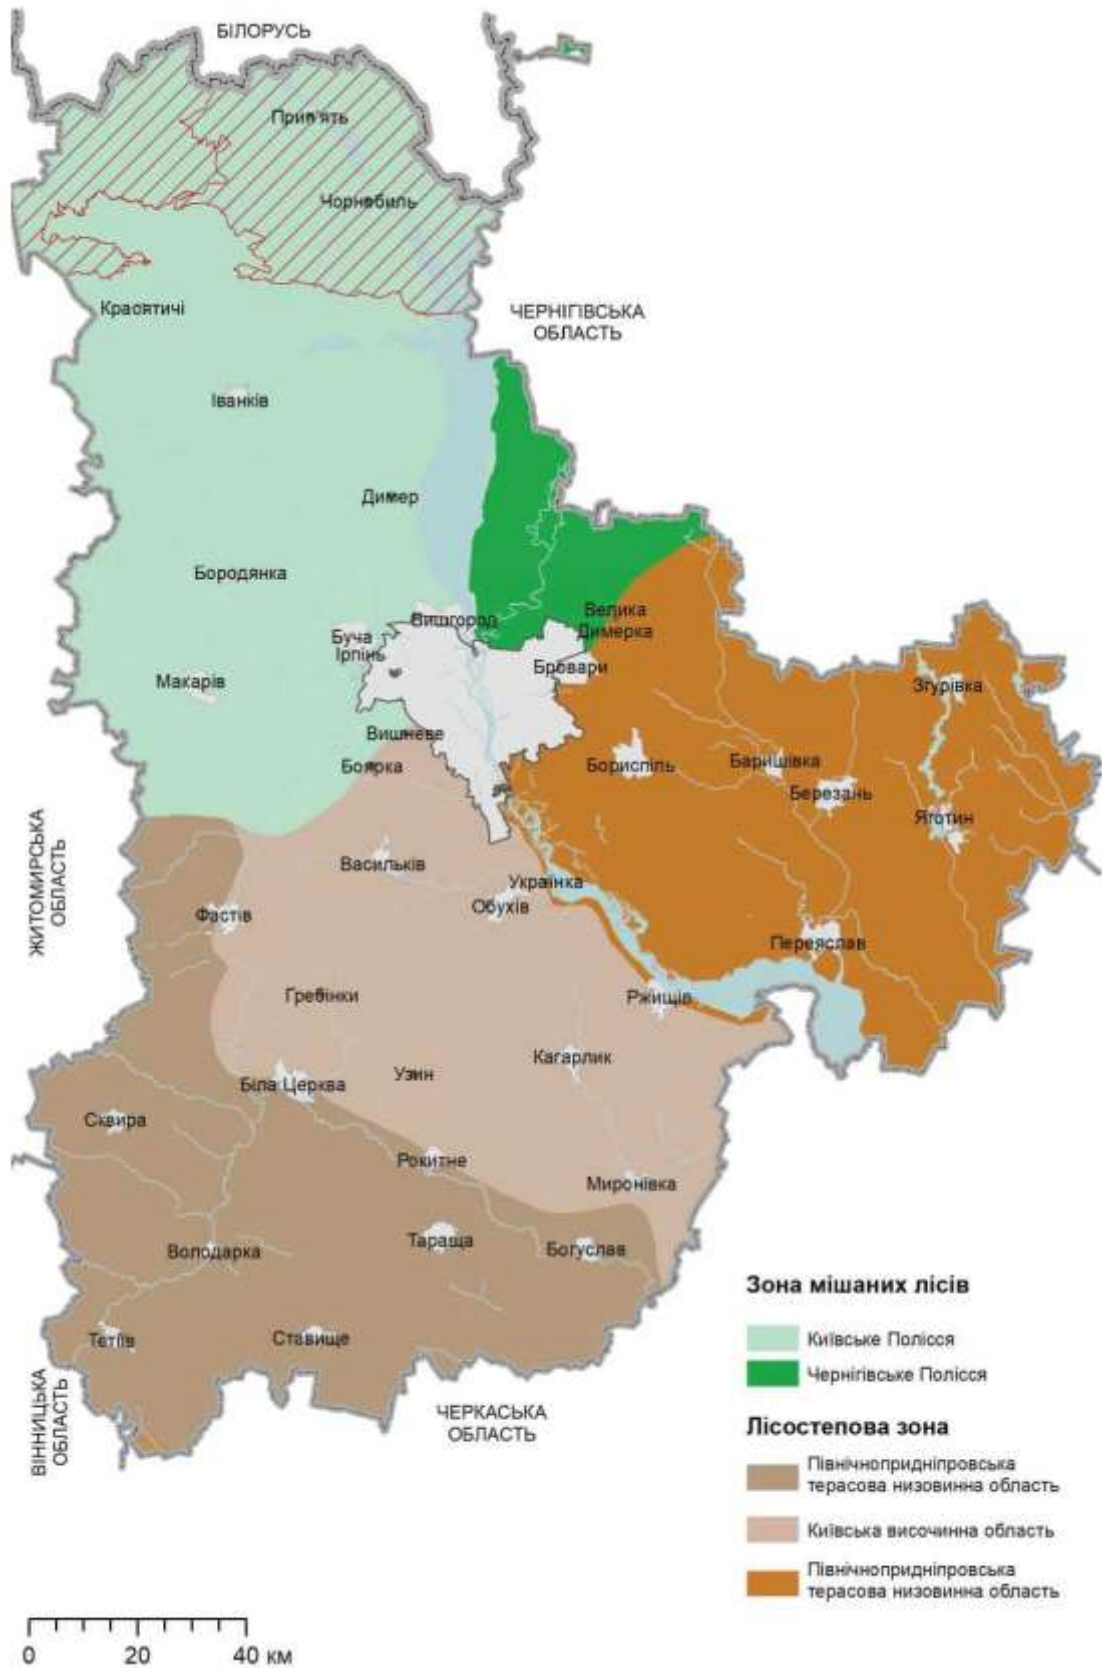 БІЛОРУСЬ
Прип'ять
Чорнобиль
Красятичі
ЧЕРНІГІВСЬКА
ОБЛАСТЬ
Іванків
Димер
Бородянка
Велика
Димерка
Вишгород
Буча
Ірпінь
Бровари
Макарів
Згурівка
Вишневе
Боярка
Бориспіль
Баришівка
Березань
Яготин
ЖИТОМИРСЬКА
ОБЛАСТЬ
Васильків
Українка
Обухів
Фастів
Переяслав
Гребінки
Ржищів
Кагарлик
Узин
Біла Церква
Сквира
Рокитне
Миронівка
Володарка
Тараща
Богуслав
Тетіїв
Ставище
ВІННИЦЬКА
ОБЛАСТЬ
ЧЕРКАСЬКА
ОБЛАСТЬ
Зона мішаних лісів
Київське Полісся
Чернігівське Полісся
Лісостепова зона
Північнопридніпровська
терасова низовинна область
Київська височинна область
Північнопридніпровська
терасова низовинна область
0 20 40 км